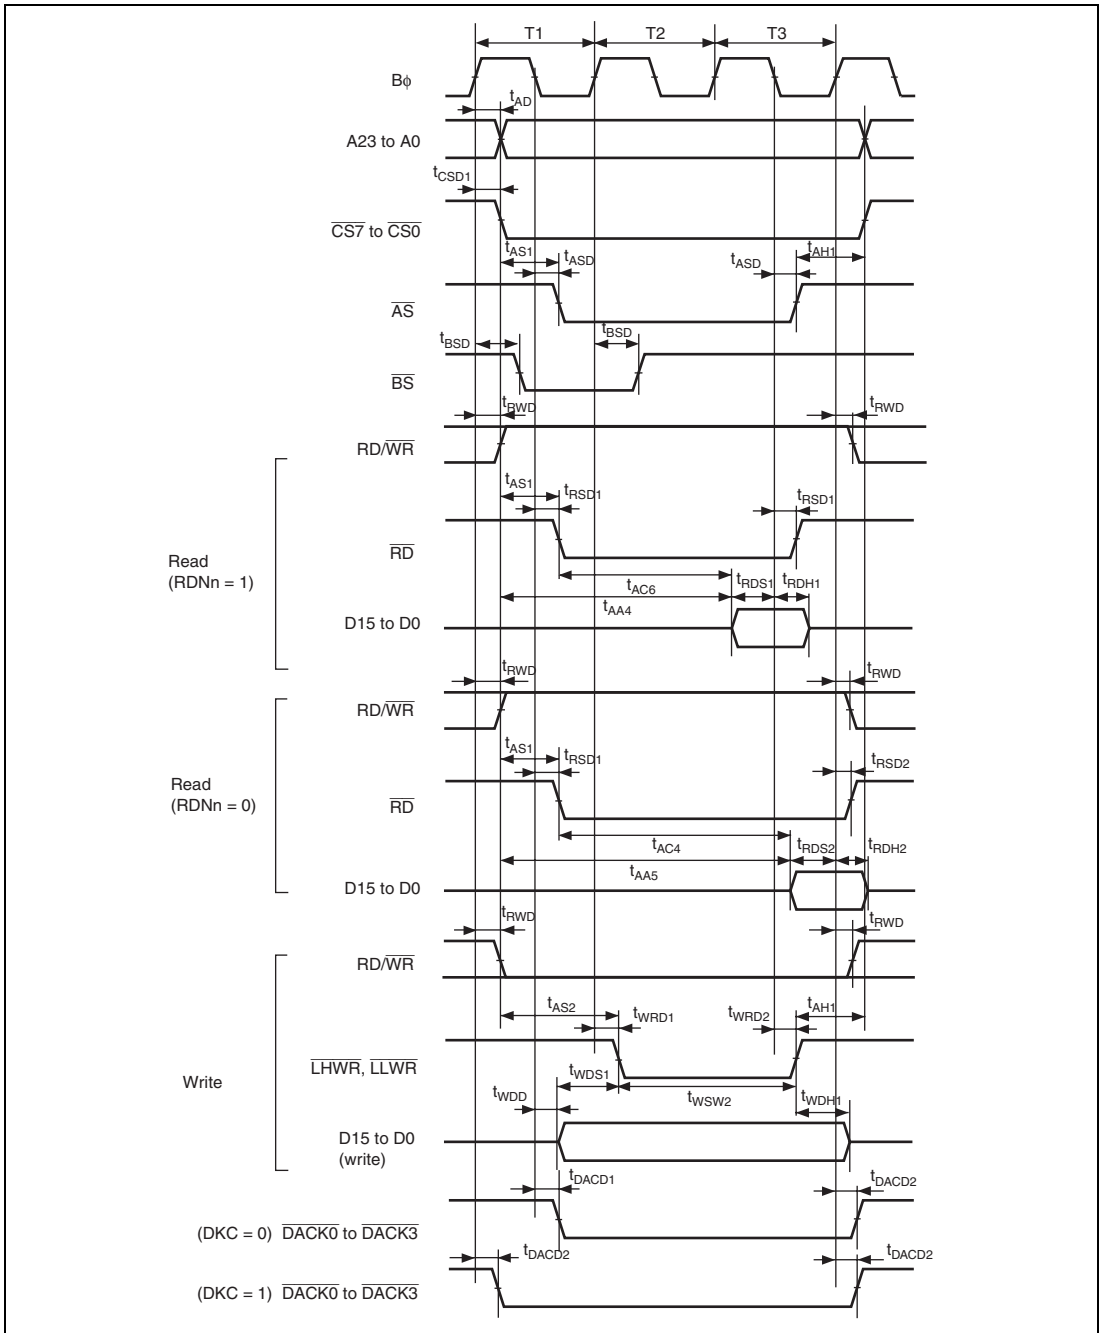 T1 T2 T3
Bϕ
tAD
A23 to A0
tCSD1
CS7 to CS0
tAS1 tASD tASD tAH1
AS
tBSD tBSD
BS
tRWD tRWD
RD/WR
tAS1 tRSD1 tRSD1
RD
Read
(RDNn = 1)
tAC6 tRDS1 tRDH1
tAA4
D15 to D0
tRWD tRWD
RD/WR
tAS1 tRSD1 tRSD2
Read
(RDNn = 0)
RD
tAC4 tRDS2 tRDH2
tAA5
D15 to D0
tRWD tRWD
RD/WR
tAS2 tWRD1 tWRD2 tAH1
LHWR, LLWR
Write
tWDD tWDS1 tWSW2 tWDH1
D15 to D0
(write)
tDACD1 tDACD2
(DKC = 0) DACK0 to DACK3
tDACD2 tDACD2
(DKC = 1) DACK0 to DACK3